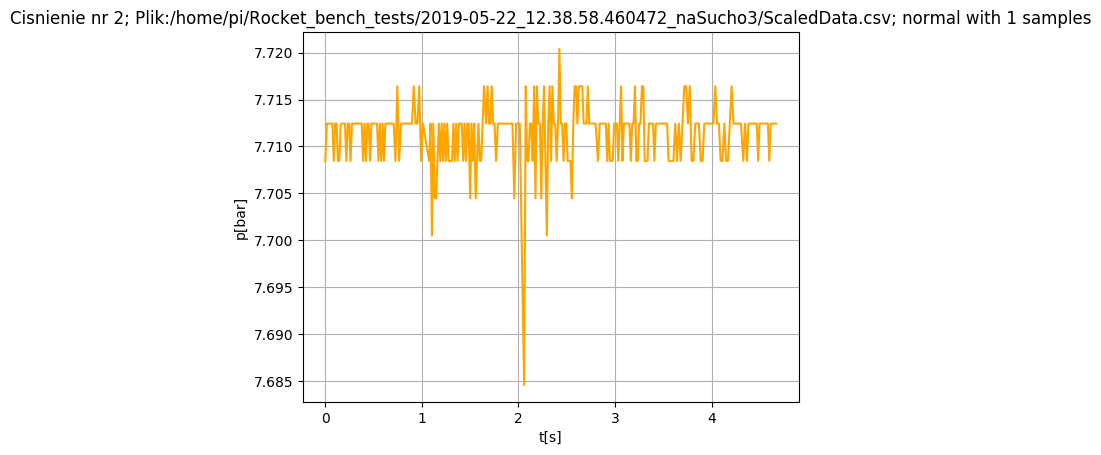 Cisnienie nr 2; Plik:/home/pi/Rocket_bench_tests/2019-05-22_12.38.58.460472_naSucho3/ScaledData.csv; normal with 1 samples
7.720
7.715
7.710
7.705
7.700
7.695
7.690
7.685
p[bar]
0 1 2 3 4
t[s]